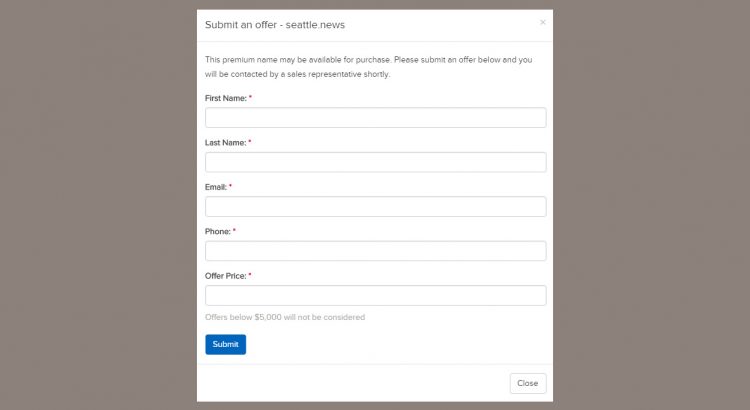 Submit an offer - seattle.news
×
This premium name may be available for purchase. Please submit an offer below and you
will be contacted by a sales representative shortly.
First Name: *
Last Name: *
Email: *
Phone: *
Offer Price: *
Offers below $5,000 will not be considered
Submit
Close